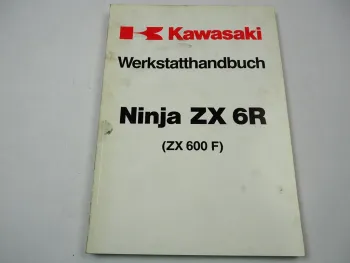 Kawasaki
Werkstatthandbuch
Ninja ZX 6R
(ZX 600 F)